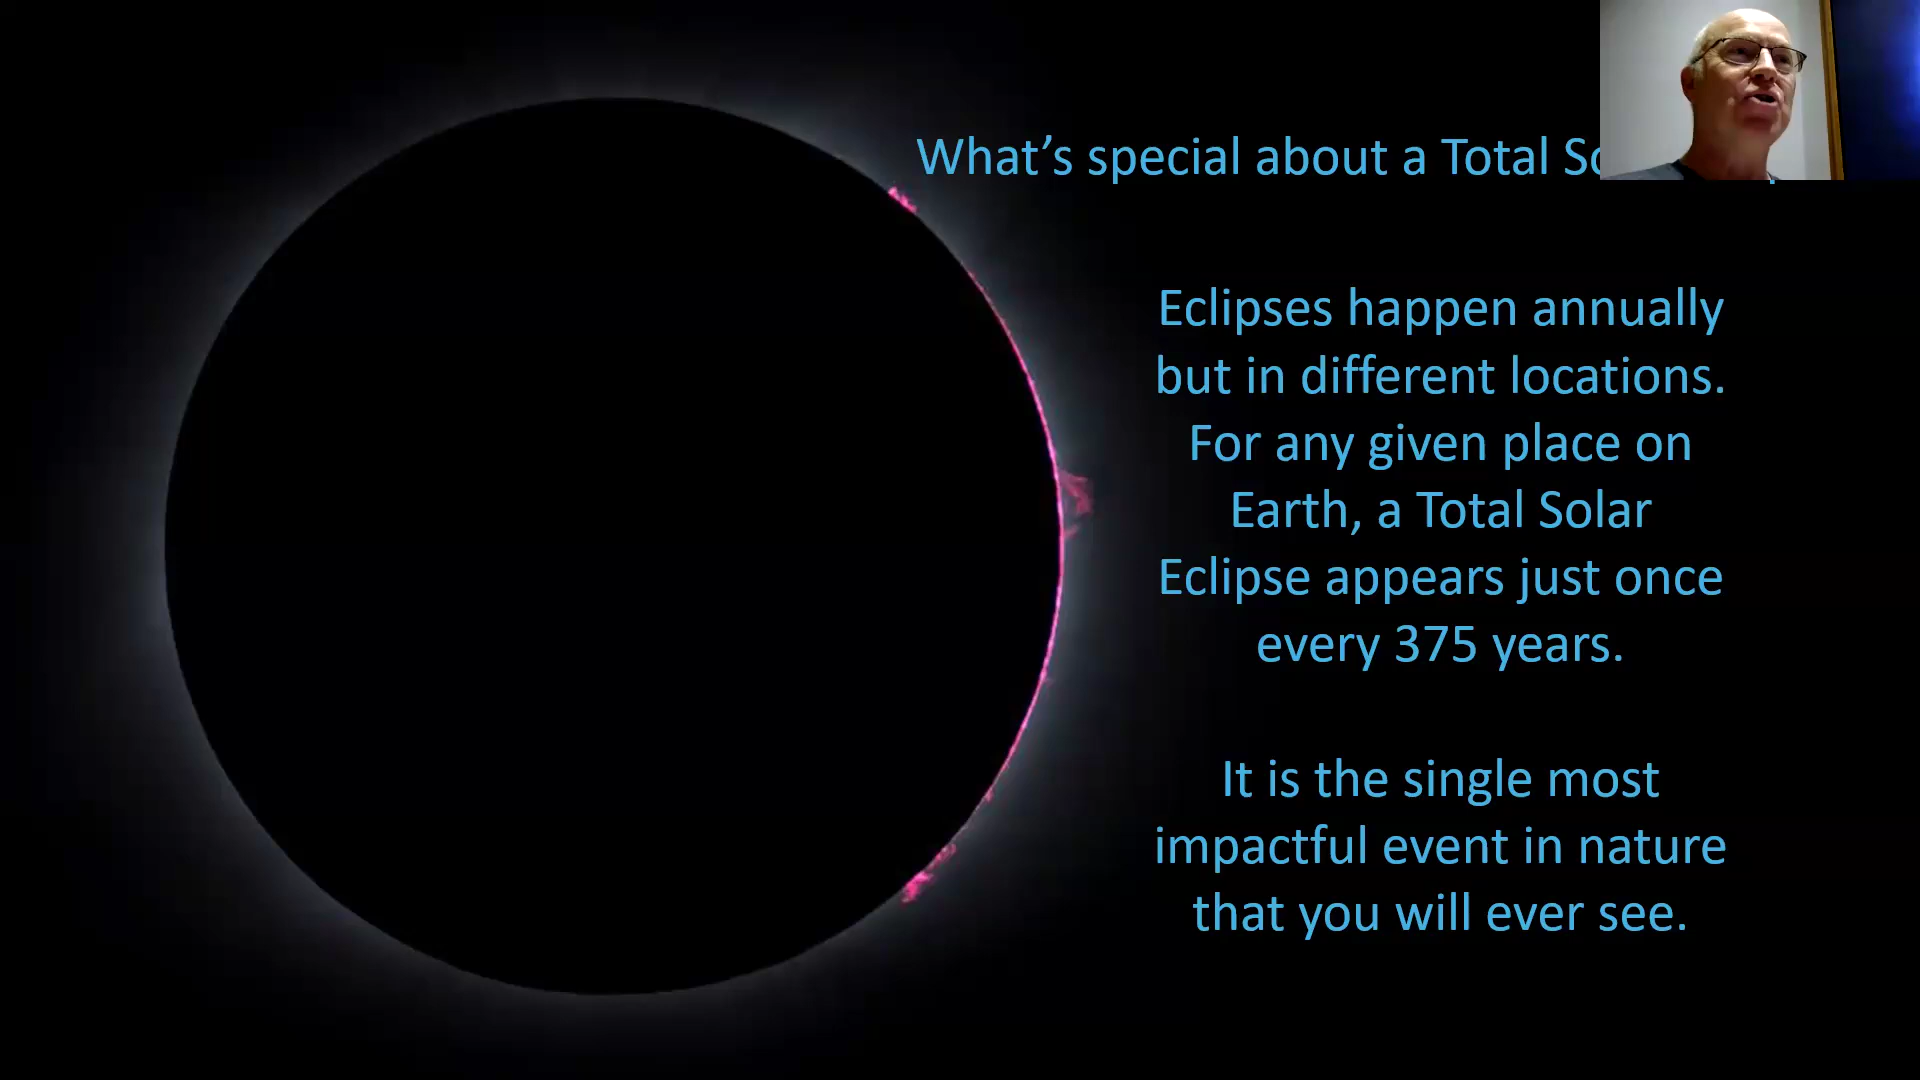 What’s special about a Total
Eclipses happen annually
but in different locations.
For any given place on
Earth, a Total Solar
Eclipse appears just once
every 375 years.
It is the single most
impactful event in nature
that you will ever see.